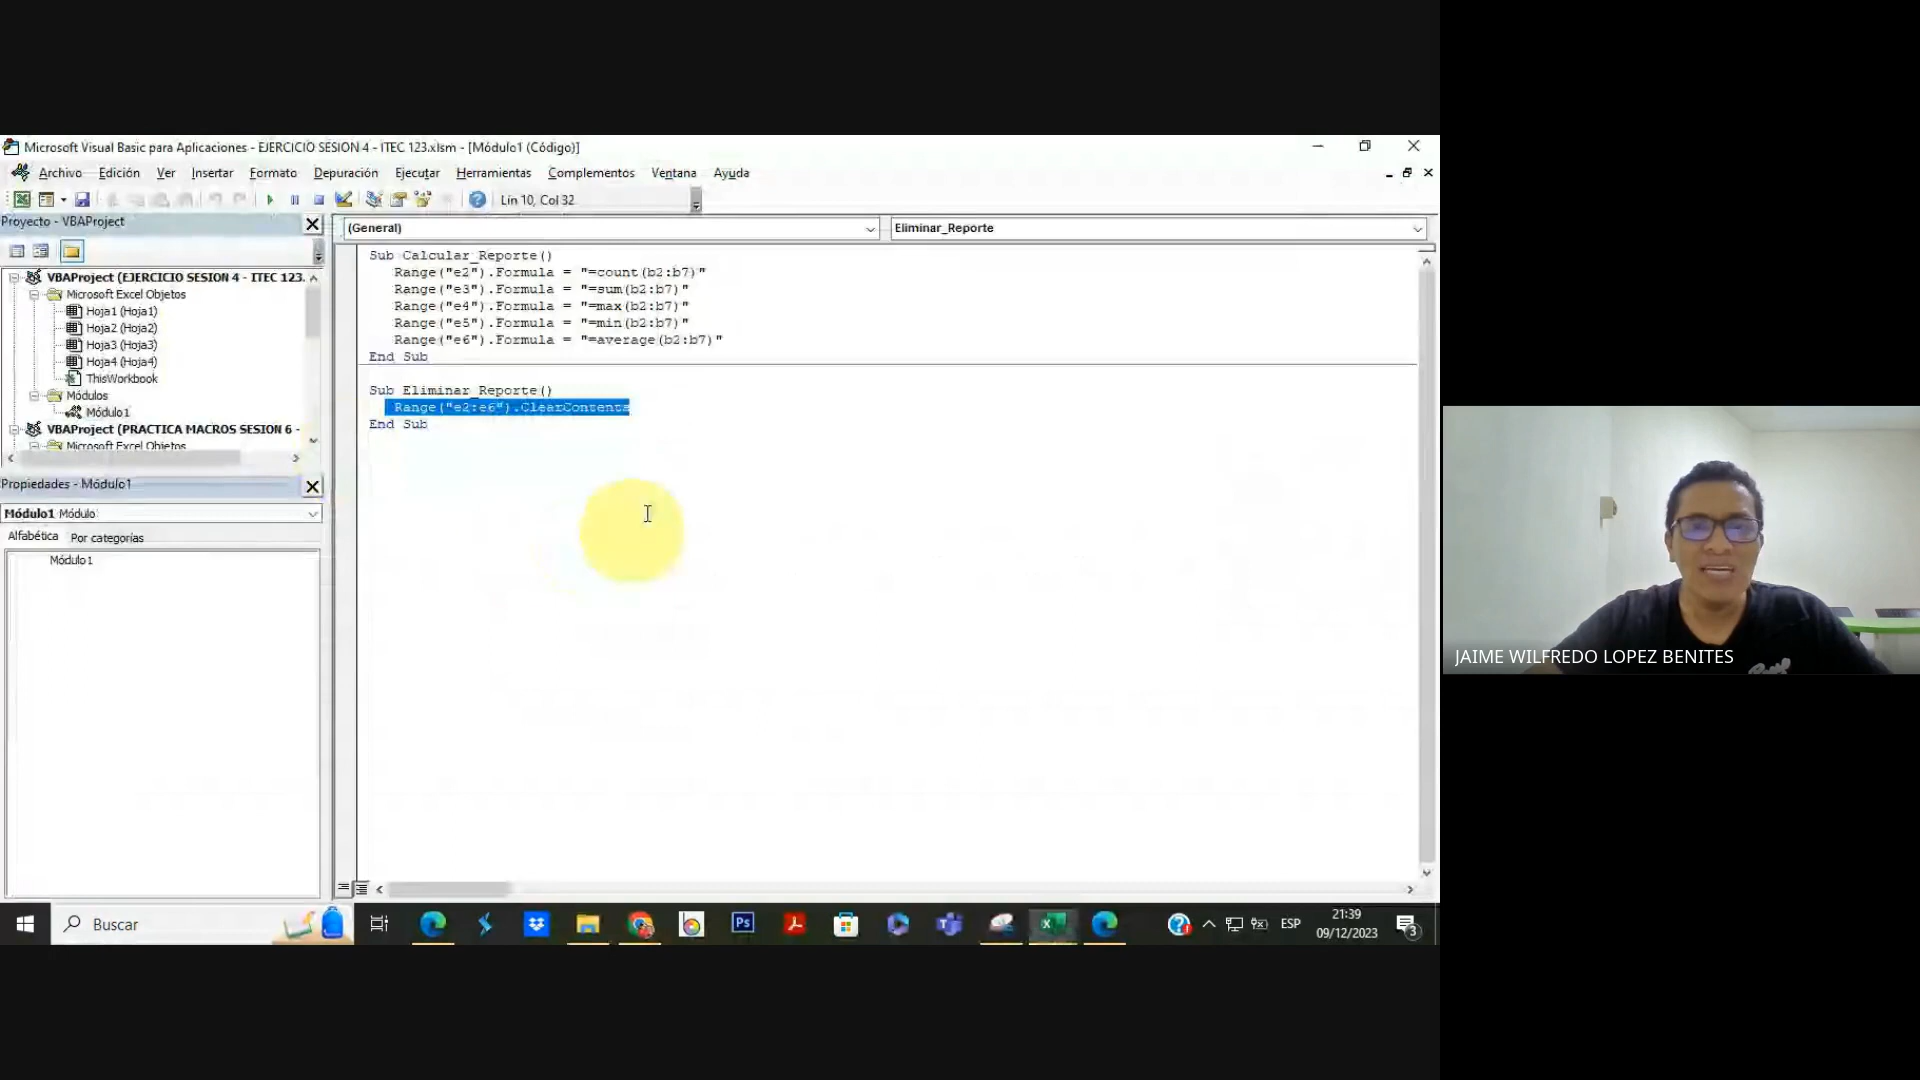 Microsoft Visual Basic para Aplicaciones - EJERCICIO SESION 4 - ITEC 123.xlsm - [Módulo1 (Código)]
Archivo Edición Ver Insertar Formato Depuración Ejecutar Herramientas Complementos Ventana Ayuda
Lín 10, Col 32
Proyecto - VBAProject
(General)
Eliminar_Reporte
VBAProject (EJERCICIO SESION 4 - ITEC 123.
Microsoft Excel Objetos
Hoja1 (Hoja1)
Hoja2 (Hoja2)
Hoja3 (Hoja3)
Hoja4 (Hoja4)
ThisWorkbook
Módulos
Módulo1
VBAProject (PRACTICA MACROS SESION 6 -
Microsoft Excel Objetos
Propiedades - Módulo1
Módulo1 Módulo
Alfabética Por categorías
Módulo1
Sub Calcular_Reporte()
Range("e2").Formula = "=count(b2:b7)"
Range("e3").Formula = "=sum(b2:b7)"
Range("e4").Formula = "=max(b2:b7)"
Range("e5").Formula = "=min(b2:b7)"
Range("e6").Formula = "=average(b2:b7)"
End Sub
Sub Eliminar_Reporte()
Range("e2:e6").ClearContents
End Sub
JAIME WILFREDO LOPEZ BENITES
Buscar
Ps
ESP
21:39
09/12/2023
3